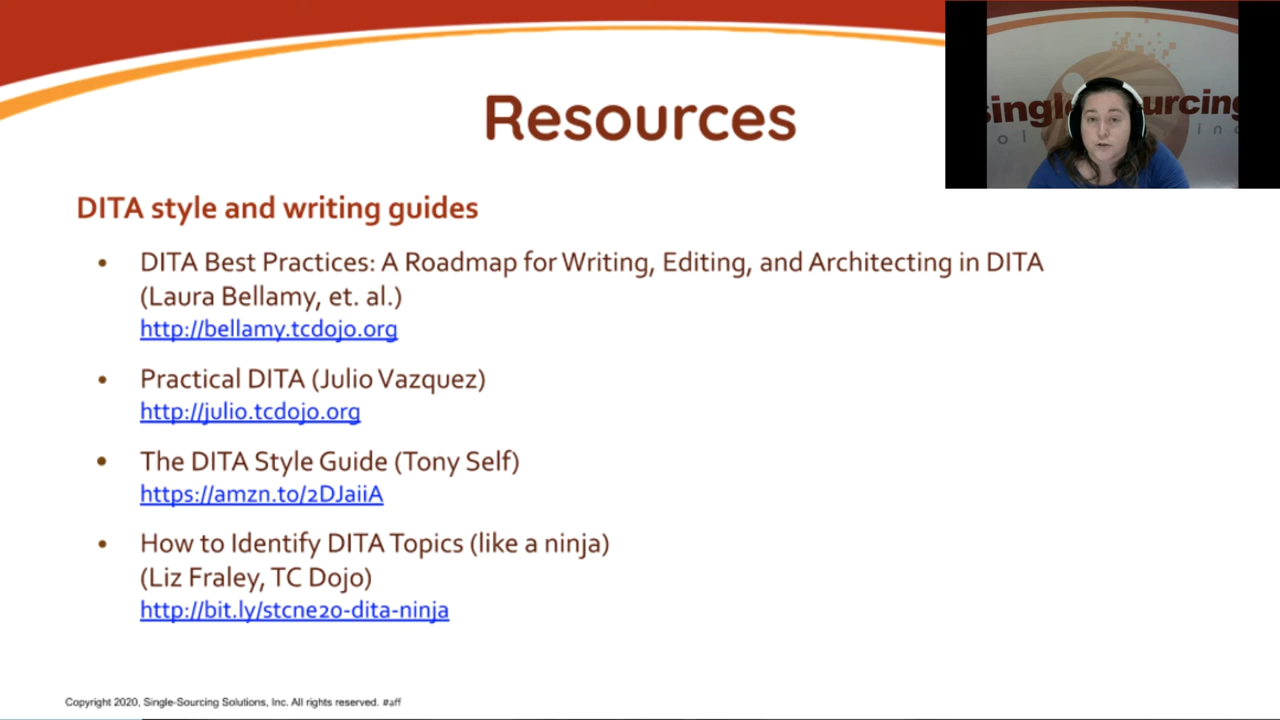 Resources
singlesourcing
DITA style and writing guides
• DITA Best Practices: A Roadmap for Writing, Editing, and Architecting in DITA
(Laura Bellamy, et. al.)
http://bellamy.tcdojo.org
• Practical DITA (Julio Vazquez)
http://julio.tcdojo.org
• The DITA Style Guide (Tony Self)
https://amzn.to/2DJaiiA
• How to Identify DITA Topics (like a ninja)
(Liz Fraley, TC Dojo)
http://bit.ly/stcne20-dita-ninja
Copyright 2020, Single-Sourcing Solutions, Inc. All rights reserved. #aff